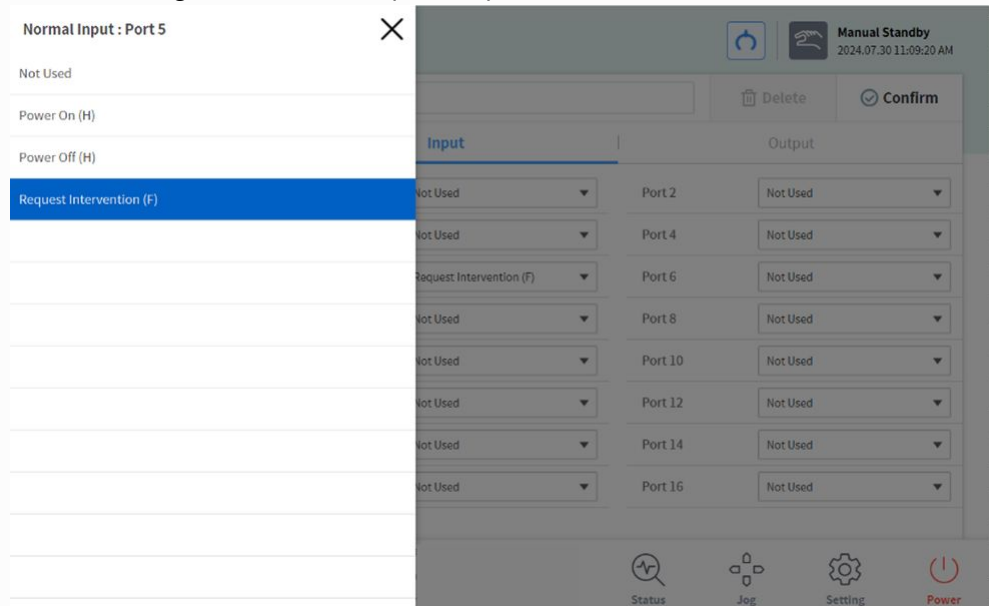 Normal Input : Port 5
Manual Standby
2024.07.30 11:09:20 AM
Not Used
Delete
Confirm
Power On (H)
Input
Output
Power Off (H)
Request Intervention (F)
Not Used
Port 2
Not Used
Not Used
Port 4
Not Used
Request Intervention (F)
Port 6
Not Used
Not Used
Port 8
Not Used
Not Used
Port 10
Not Used
Not Used
Port 12
Not Used
Not Used
Port 14
Not Used
Not Used
Port 16
Not Used
Status
Jog
Setting
Power